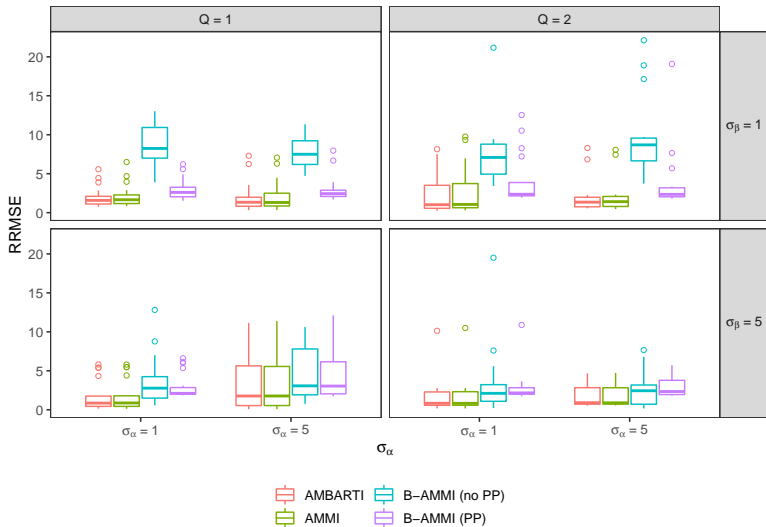 Q = 1
Q = 2
RRMSE
20
15
10
5
0
σβ = 1
20
15
10
5
0
σβ = 5
σα = 1
σα = 5
σα = 1
σα = 5
σα
AMBARTI
B−AMMI (no PP)
AMMI
B−AMMI (PP)